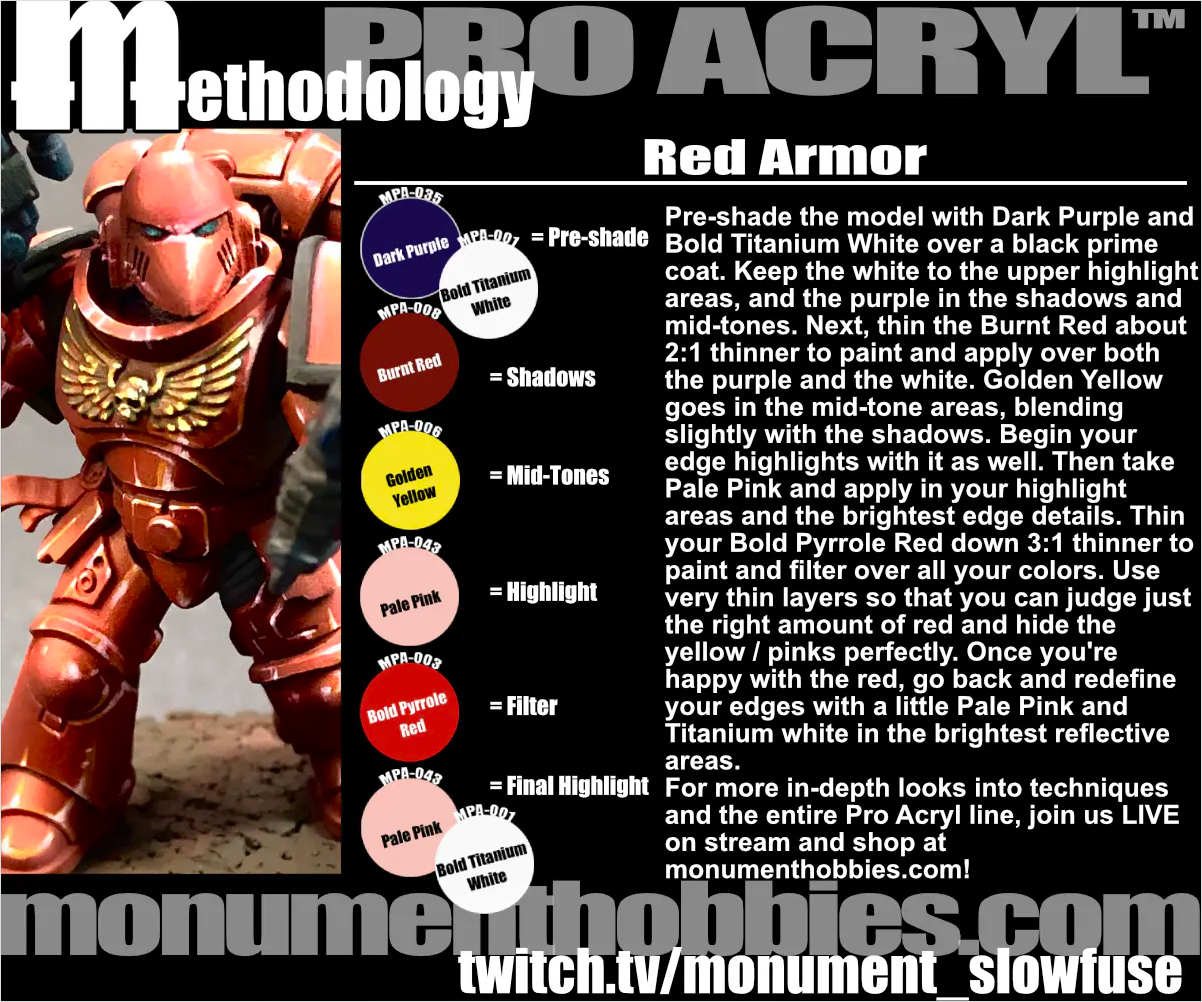 PRO ACRYL™
Methodology
Red Armor
MPA-035
Dark Purple
MPA-001
Bold Titanium
White
= Pre-shade
MPA-008
Burnt Red
= Shadows
MPA-006
Golden
Yellow
= Mid-Tones
MPA-043
Pale Pink
= Highlight
MPA-003
Bold Pyrrole
Red
= Filter
MPA-043
Pale Pink
MPA-001
Bold Titanium
White
= Final Highlight
Pre-shade the model with Dark Purple and
Bold Titanium White over a black prime
coat. Keep the white to the upper highlight
areas, and the purple in the shadows and
mid-tones. Next, thin the Burnt Red about
2:1 thinner to paint and apply over both
the purple and the white. Golden Yellow
goes in the mid-tone areas, blending
slightly with the shadows. Begin your
edge highlights with it as well. Then take
Pale Pink and apply in your highlight
areas and the brightest edge details. Thin
your Bold Pyrrole Red down 3:1 thinner to
paint and filter over all your colors. Use
very thin layers so that you can judge just
the right amount of red and hide the
yellow / pinks perfectly. Once you're
happy with the red, go back and redefine
your edges with a little Pale Pink and
Titanium white in the brightest reflective
areas.
For more in-depth looks into techniques
and the entire Pro Acryl line, join us LIVE
on stream and shop at
monumenthobbies.com!
monumenthobbies.com
twitch.tv/monument_slowfuse